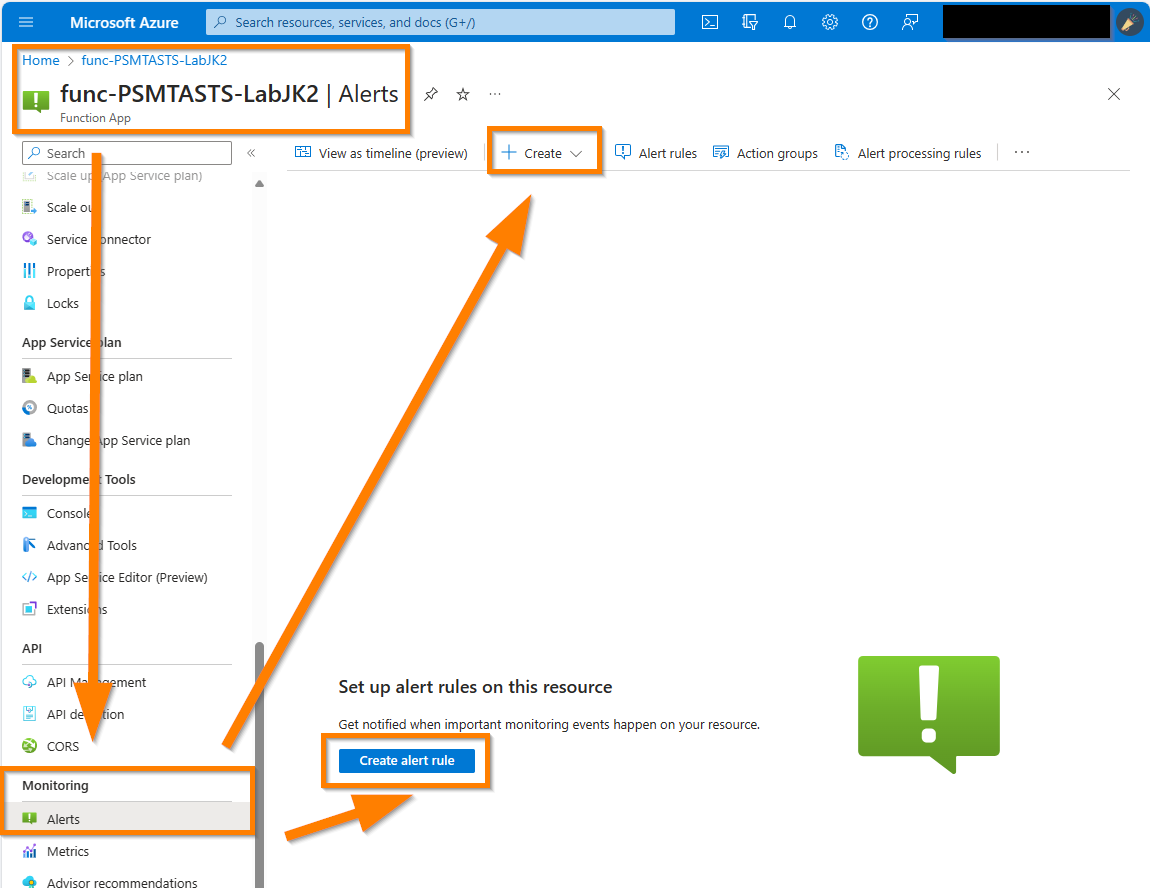 Microsoft Azure
Search resources, services, and docs (G+/)
Home > func-PSMTASTS-LabJK2
func-PSMTASTS-LabJK2 | Alerts
Function App
Search
View as timeline (preview)
Create
Alert rules
Action groups
Alert processing rules
Scale up (App Service plan)
Scale out
Service Connector
Properties
Locks
App Service plan
App Service plan
Quotas
Change App Service plan
Development Tools
Console
Advanced Tools
App Service Editor (Preview)
Extensions
API
API Management
API definition
CORS
Monitoring
Alerts
Metrics
Advisor recommendations
Set up alert rules on this resource
Get notified when important monitoring events happen on your resource.
Create alert rule